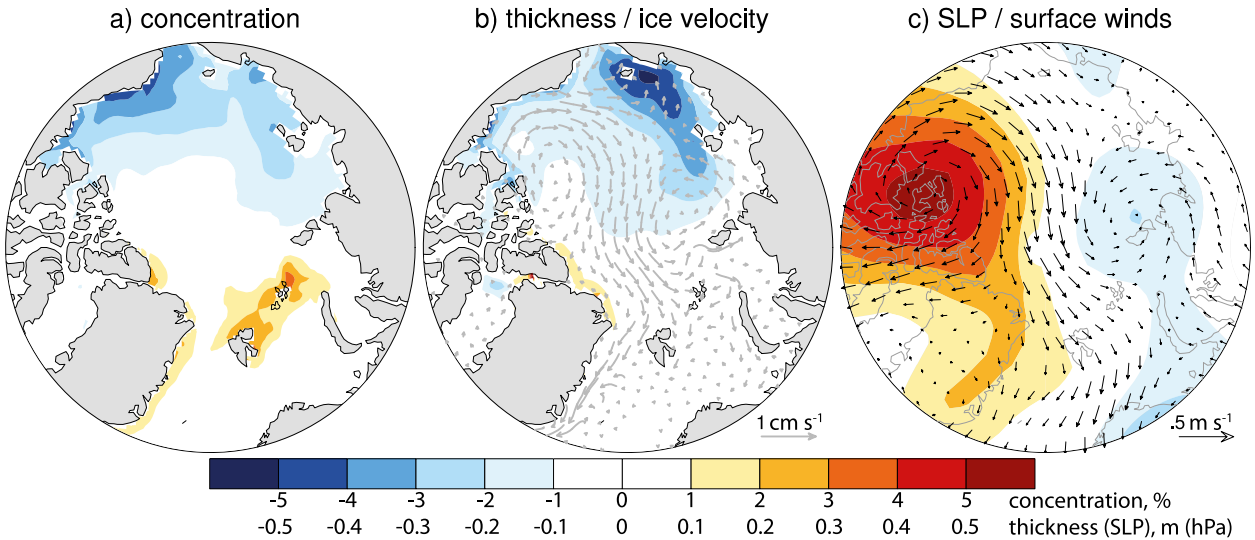 a) concentration
b) thickness / ice velocity
c) SLP / surface winds
1 cm s⁻¹
.5 m s⁻¹
-5 -4 -3 -2 -1 0 1 2 3 4 5 concentration, %
-0.5 -0.4 -0.3 -0.2 -0.1 0 0.1 0.2 0.3 0.4 0.5 thickness (SLP), m (hPa)